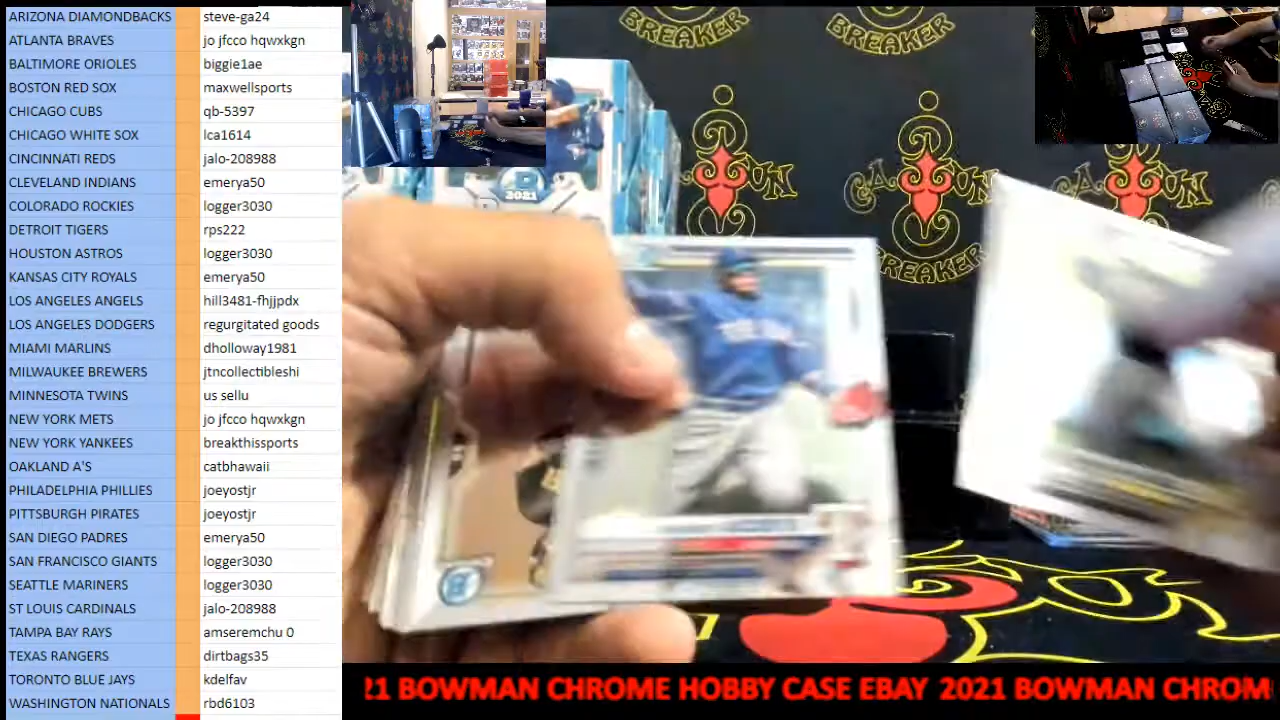 ARIZONA DIAMONDBACKS steve-ga24
ATLANTA BRAVES jo jfcco hqwxkgn
BALTIMORE ORIOLES biggie1ae
BOSTON RED SOX maxwellsports
CHICAGO CUBS qb-5397
CHICAGO WHITE SOX lca1614
CINCINNATI REDS jalo-208988
CLEVELAND INDIANS emerya50
COLORADO ROCKIES logger3030
DETROIT TIGERS rps222
HOUSTON ASTROS logger3030
KANSAS CITY ROYALS emerya50
LOS ANGELES ANGELS hill3481-fhjjpdx
LOS ANGELES DODGERS regurgitated goods
MIAMI MARLINS dholloway1981
MILWAUKEE BREWERS jtncollectibleshi
MINNESOTA TWINS us sellu
NEW YORK METS jo jfcco hqwxkgn
NEW YORK YANKEES breakthissports
OAKLAND A'S catbhawaii
PHILADELPHIA PHILLIES joeyostjr
PITTSBURGH PIRATES joeyostjr
SAN DIEGO PADRES emerya50
SAN FRANCISCO GIANTS logger3030
SEATTLE MARINERS logger3030
ST LOUIS CARDINALS jalo-208988
TAMPA BAY RAYS amseremchu 0
TEXAS RANGERS dirtbags35
TORONTO BLUE JAYS kdelfav
WASHINGTON NATIONALS rbd6103
BREAKER BREAKER
2021
CAJUN
21 BOWMAN CHROME HOBBY CASE EBAY 2021 BOWMAN CHROM